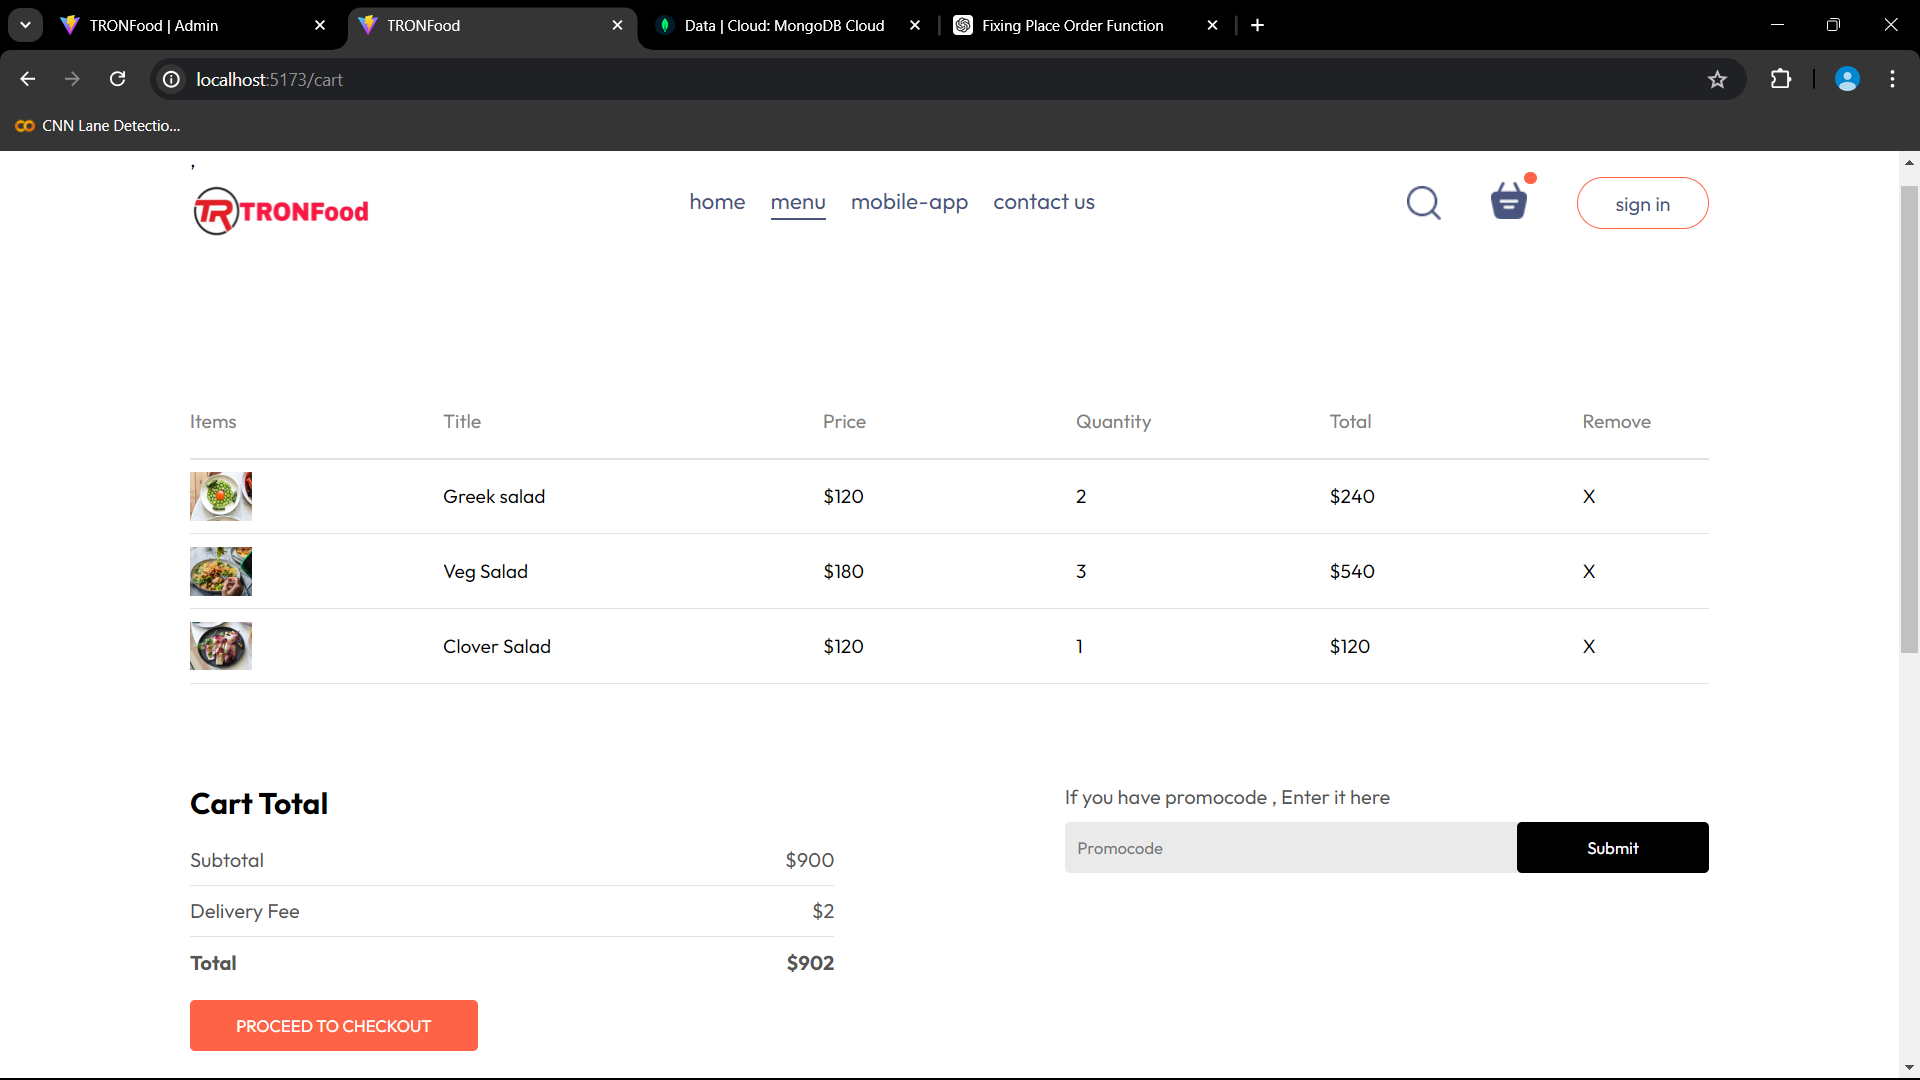 TRONFood | Admin
TRONFood
Data | Cloud: MongoDB Cloud
Fixing Place Order Function
localhost:5173/cart
CNN Lane Detectio...
,
TR TRONFood
home menu mobile-app contact us
sign in
Items Title Price Quantity Total Remove
Greek salad $120 2 $240 X
Veg Salad $180 3 $540 X
Clover Salad $120 1 $120 X
Cart Total
Subtotal $900
Delivery Fee $2
Total $902
PROCEED TO CHECKOUT
If you have promocode , Enter it here
Promocode Submit